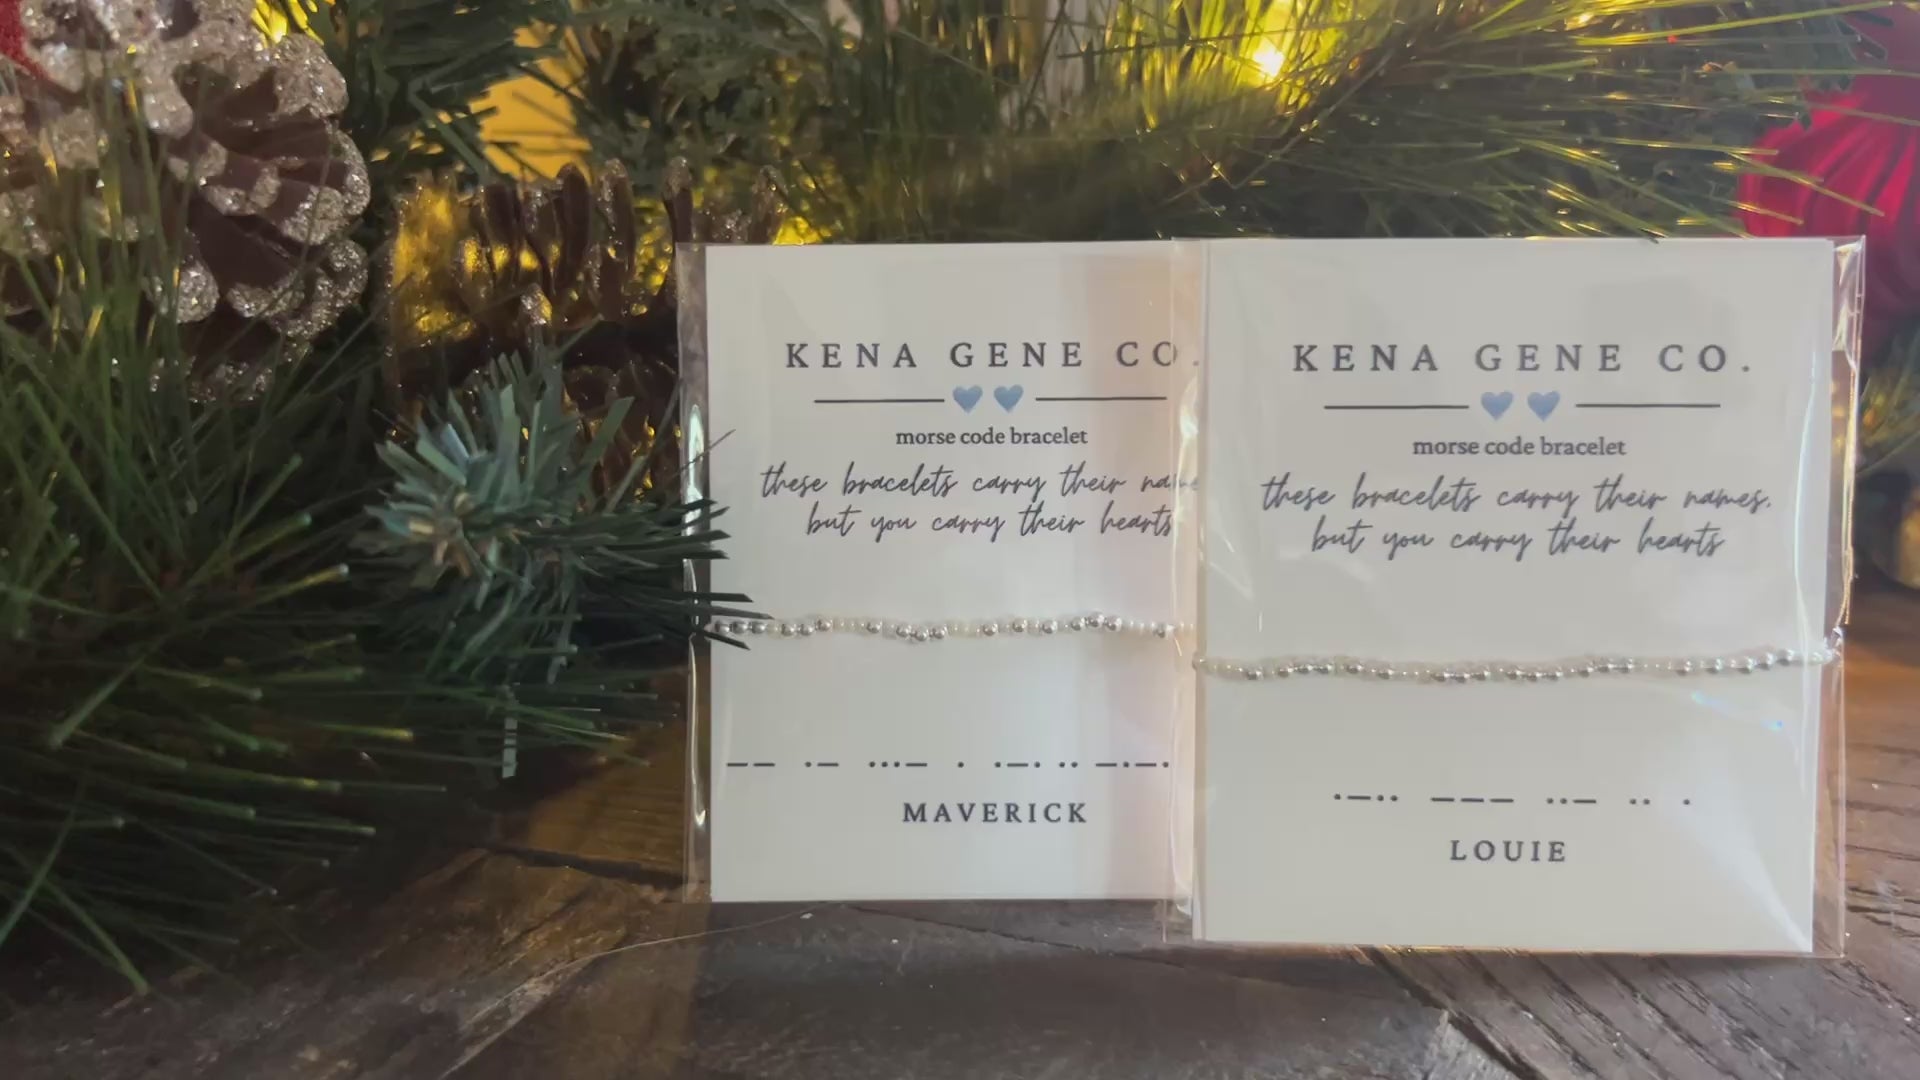 KENA GENE CO.
morse code bracelet
these bracelets carry their name
but you carry their hearts
–– ·– ···– · ·–· ·· –·–·
MAVERICK
KENA GENE CO.
morse code bracelet
these bracelets carry their names,
but you carry their hearts
·–·· ––– ··– ·· ·
LOUIE